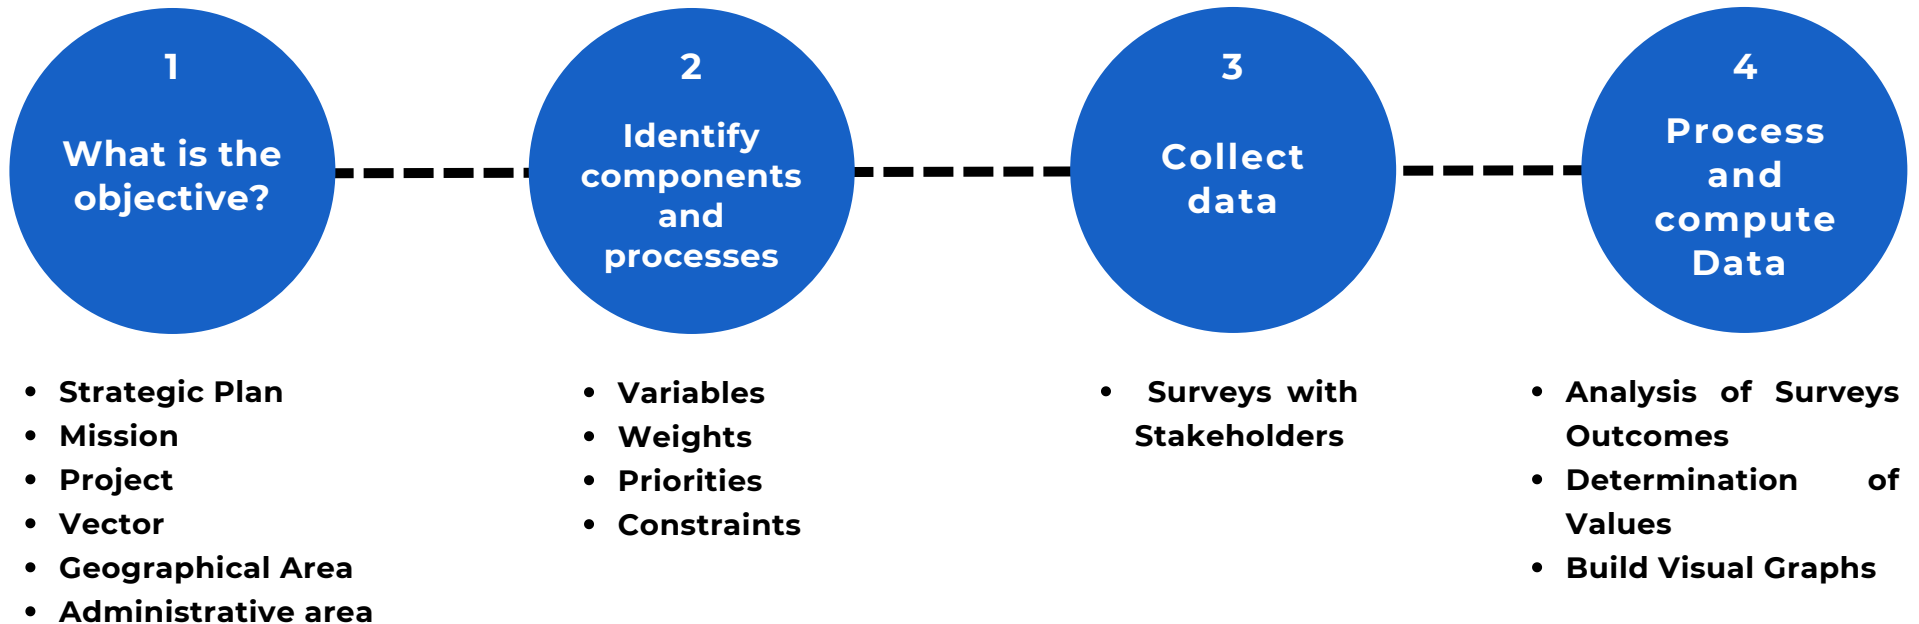 1
What is the
objective?
• Strategic Plan
• Mission
• Project
• Vector
• Geographical Area
• Administrative area
2
Identify
components
and
processes
• Variables
• Weights
• Priorities
• Constraints
3
Collect
data
• Surveys with
Stakeholders
4
Process
and
compute
Data
• Analysis of Surveys
Outcomes
• Determination of
Values
• Build Visual Graphs